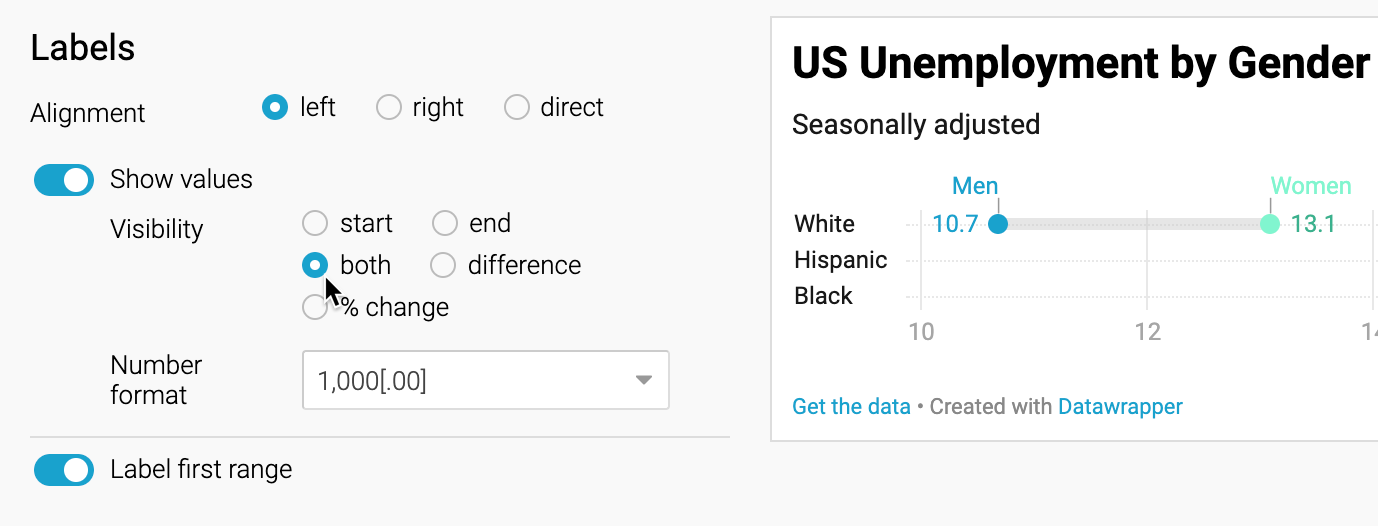 Labels
Alignment left right direct
Show values
Visibility start end
both difference
% change
Number
format
1,000[.00]
Label first range
US Unemployment by Gender
Seasonally adjusted
Men Women
White 10.7 13.1
Hispanic
Black
10 12
Get the data • Created with Datawrapper